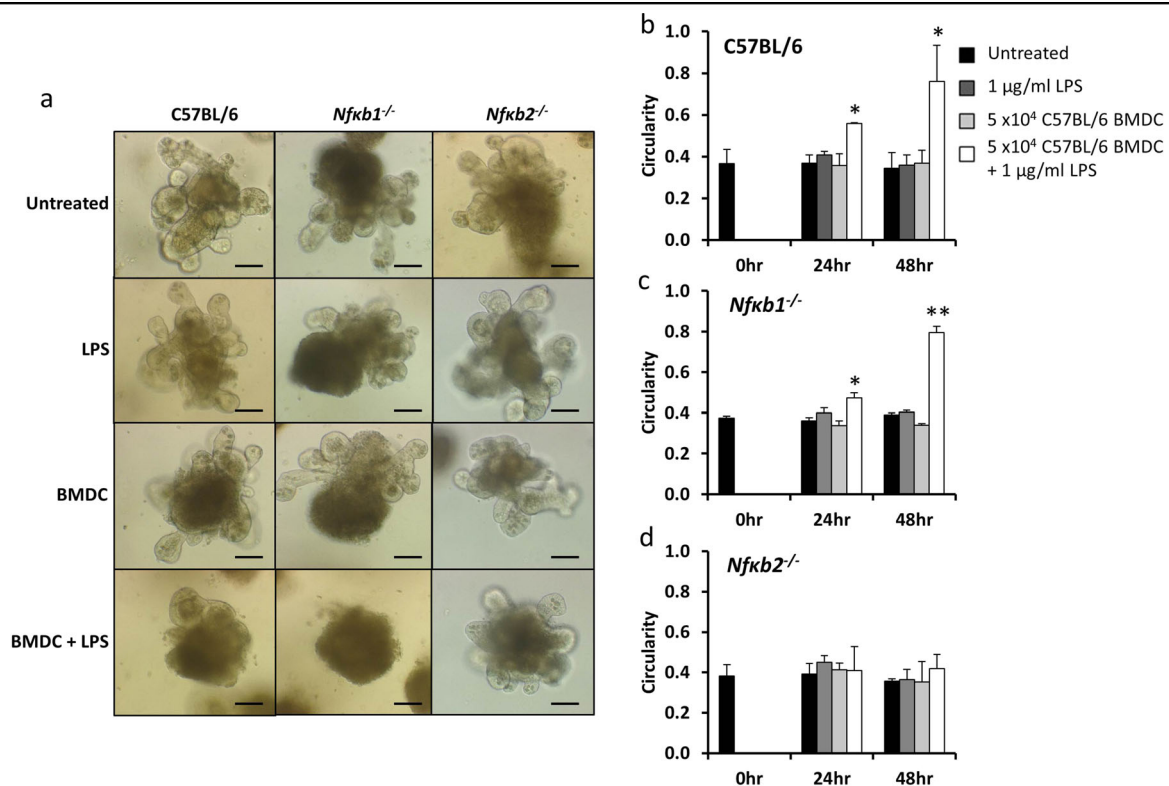 a
C57BL/6 Nfκb1-/- Nfκb2-/-
Untreated
LPS
BMDC
BMDC + LPS
b
C57BL/6
Circularity
1.0
0.8
0.6
0.4
0.2
0.0
* *
0hr 24hr 48hr
Untreated
1 μg/ml LPS
5 x10⁴ C57BL/6 BMDC
5 x10⁴ C57BL/6 BMDC
+ 1 μg/ml LPS
c
Nfκb1-/-
Circularity
1.0
0.8
0.6
0.4
0.2
0.0
* **
0hr 24hr 48hr
d
Nfκb2-/-
Circularity
1.0
0.8
0.6
0.4
0.2
0.0
0hr 24hr 48hr